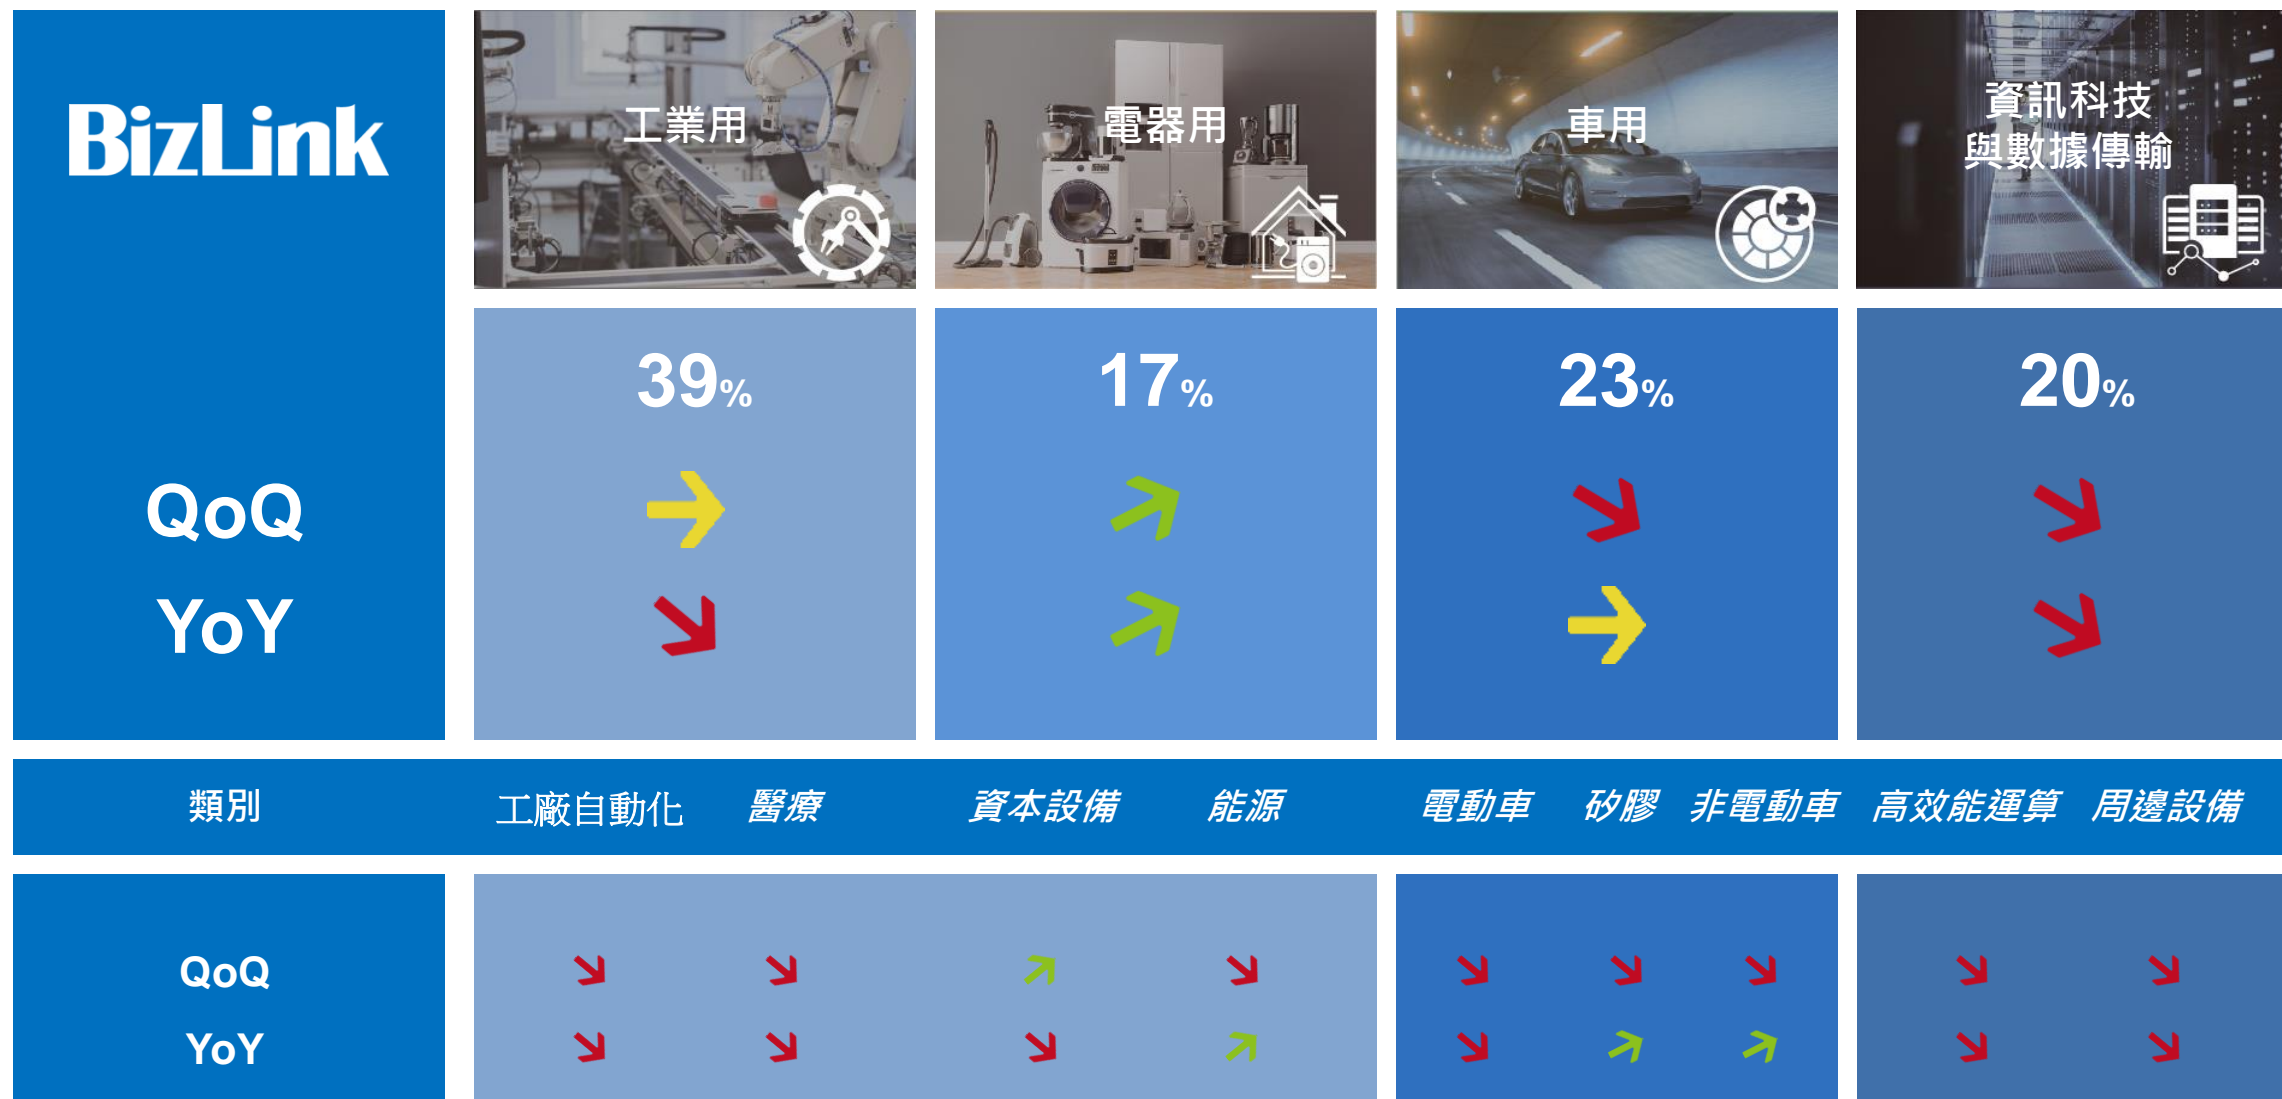 BizLink
工業用
電器用
車用
資訊科技
與數據傳輸
39%
17%
23%
20%
QoQ
YoY
類別
工廠自動化
醫療
資本設備
能源
電動車
矽膠
非電動車
高效能運算
周邊設備
QoQ
YoY